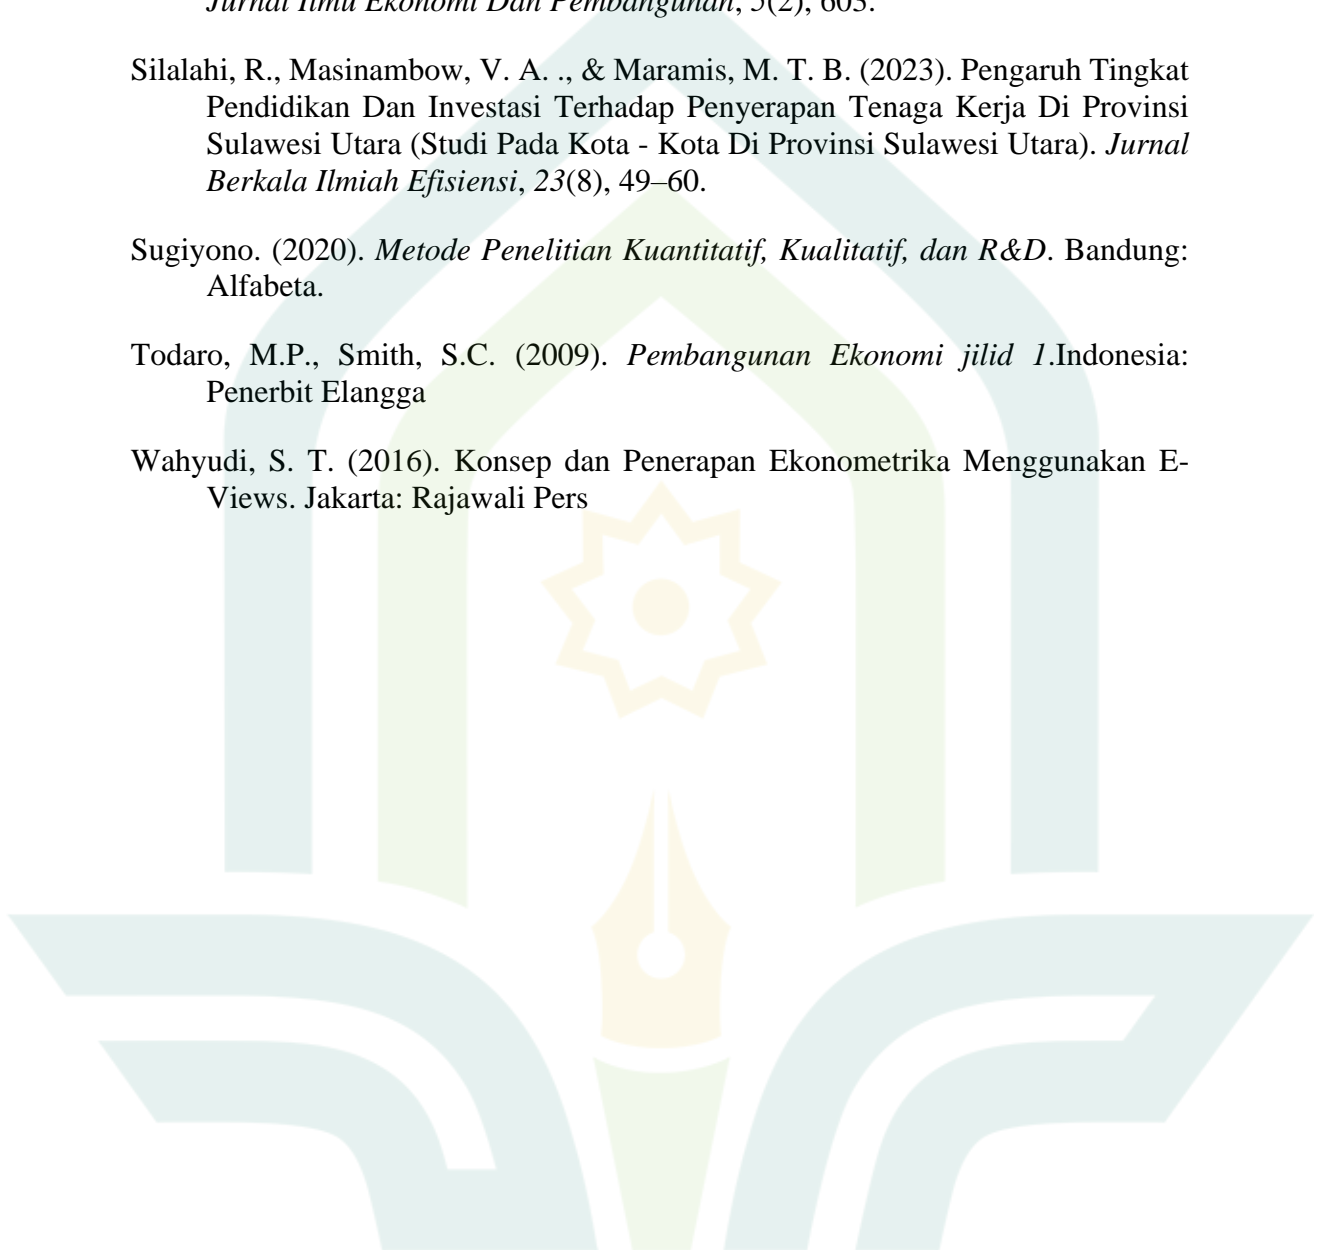 Jurnal Ilmu Ekonomi Dan Pembangunan, 5(2), 603.
Silalahi, R., Masinambow, V. A. ., & Maramis, M. T. B. (2023). Pengaruh Tingkat
Pendidikan Dan Investasi Terhadap Penyerapan Tenaga Kerja Di Provinsi
Sulawesi Utara (Studi Pada Kota - Kota Di Provinsi Sulawesi Utara). Jurnal
Berkala Ilmiah Efisiensi, 23(8), 49–60.
Sugiyono. (2020). Metode Penelitian Kuantitatif, Kualitatif, dan R&D. Bandung:
Alfabeta.
Todaro, M.P., Smith, S.C. (2009). Pembangunan Ekonomi jilid 1.Indonesia:
Penerbit Elangga
Wahyudi, S. T. (2016). Konsep dan Penerapan Ekonometrika Menggunakan E-
Views. Jakarta: Rajawali Pers